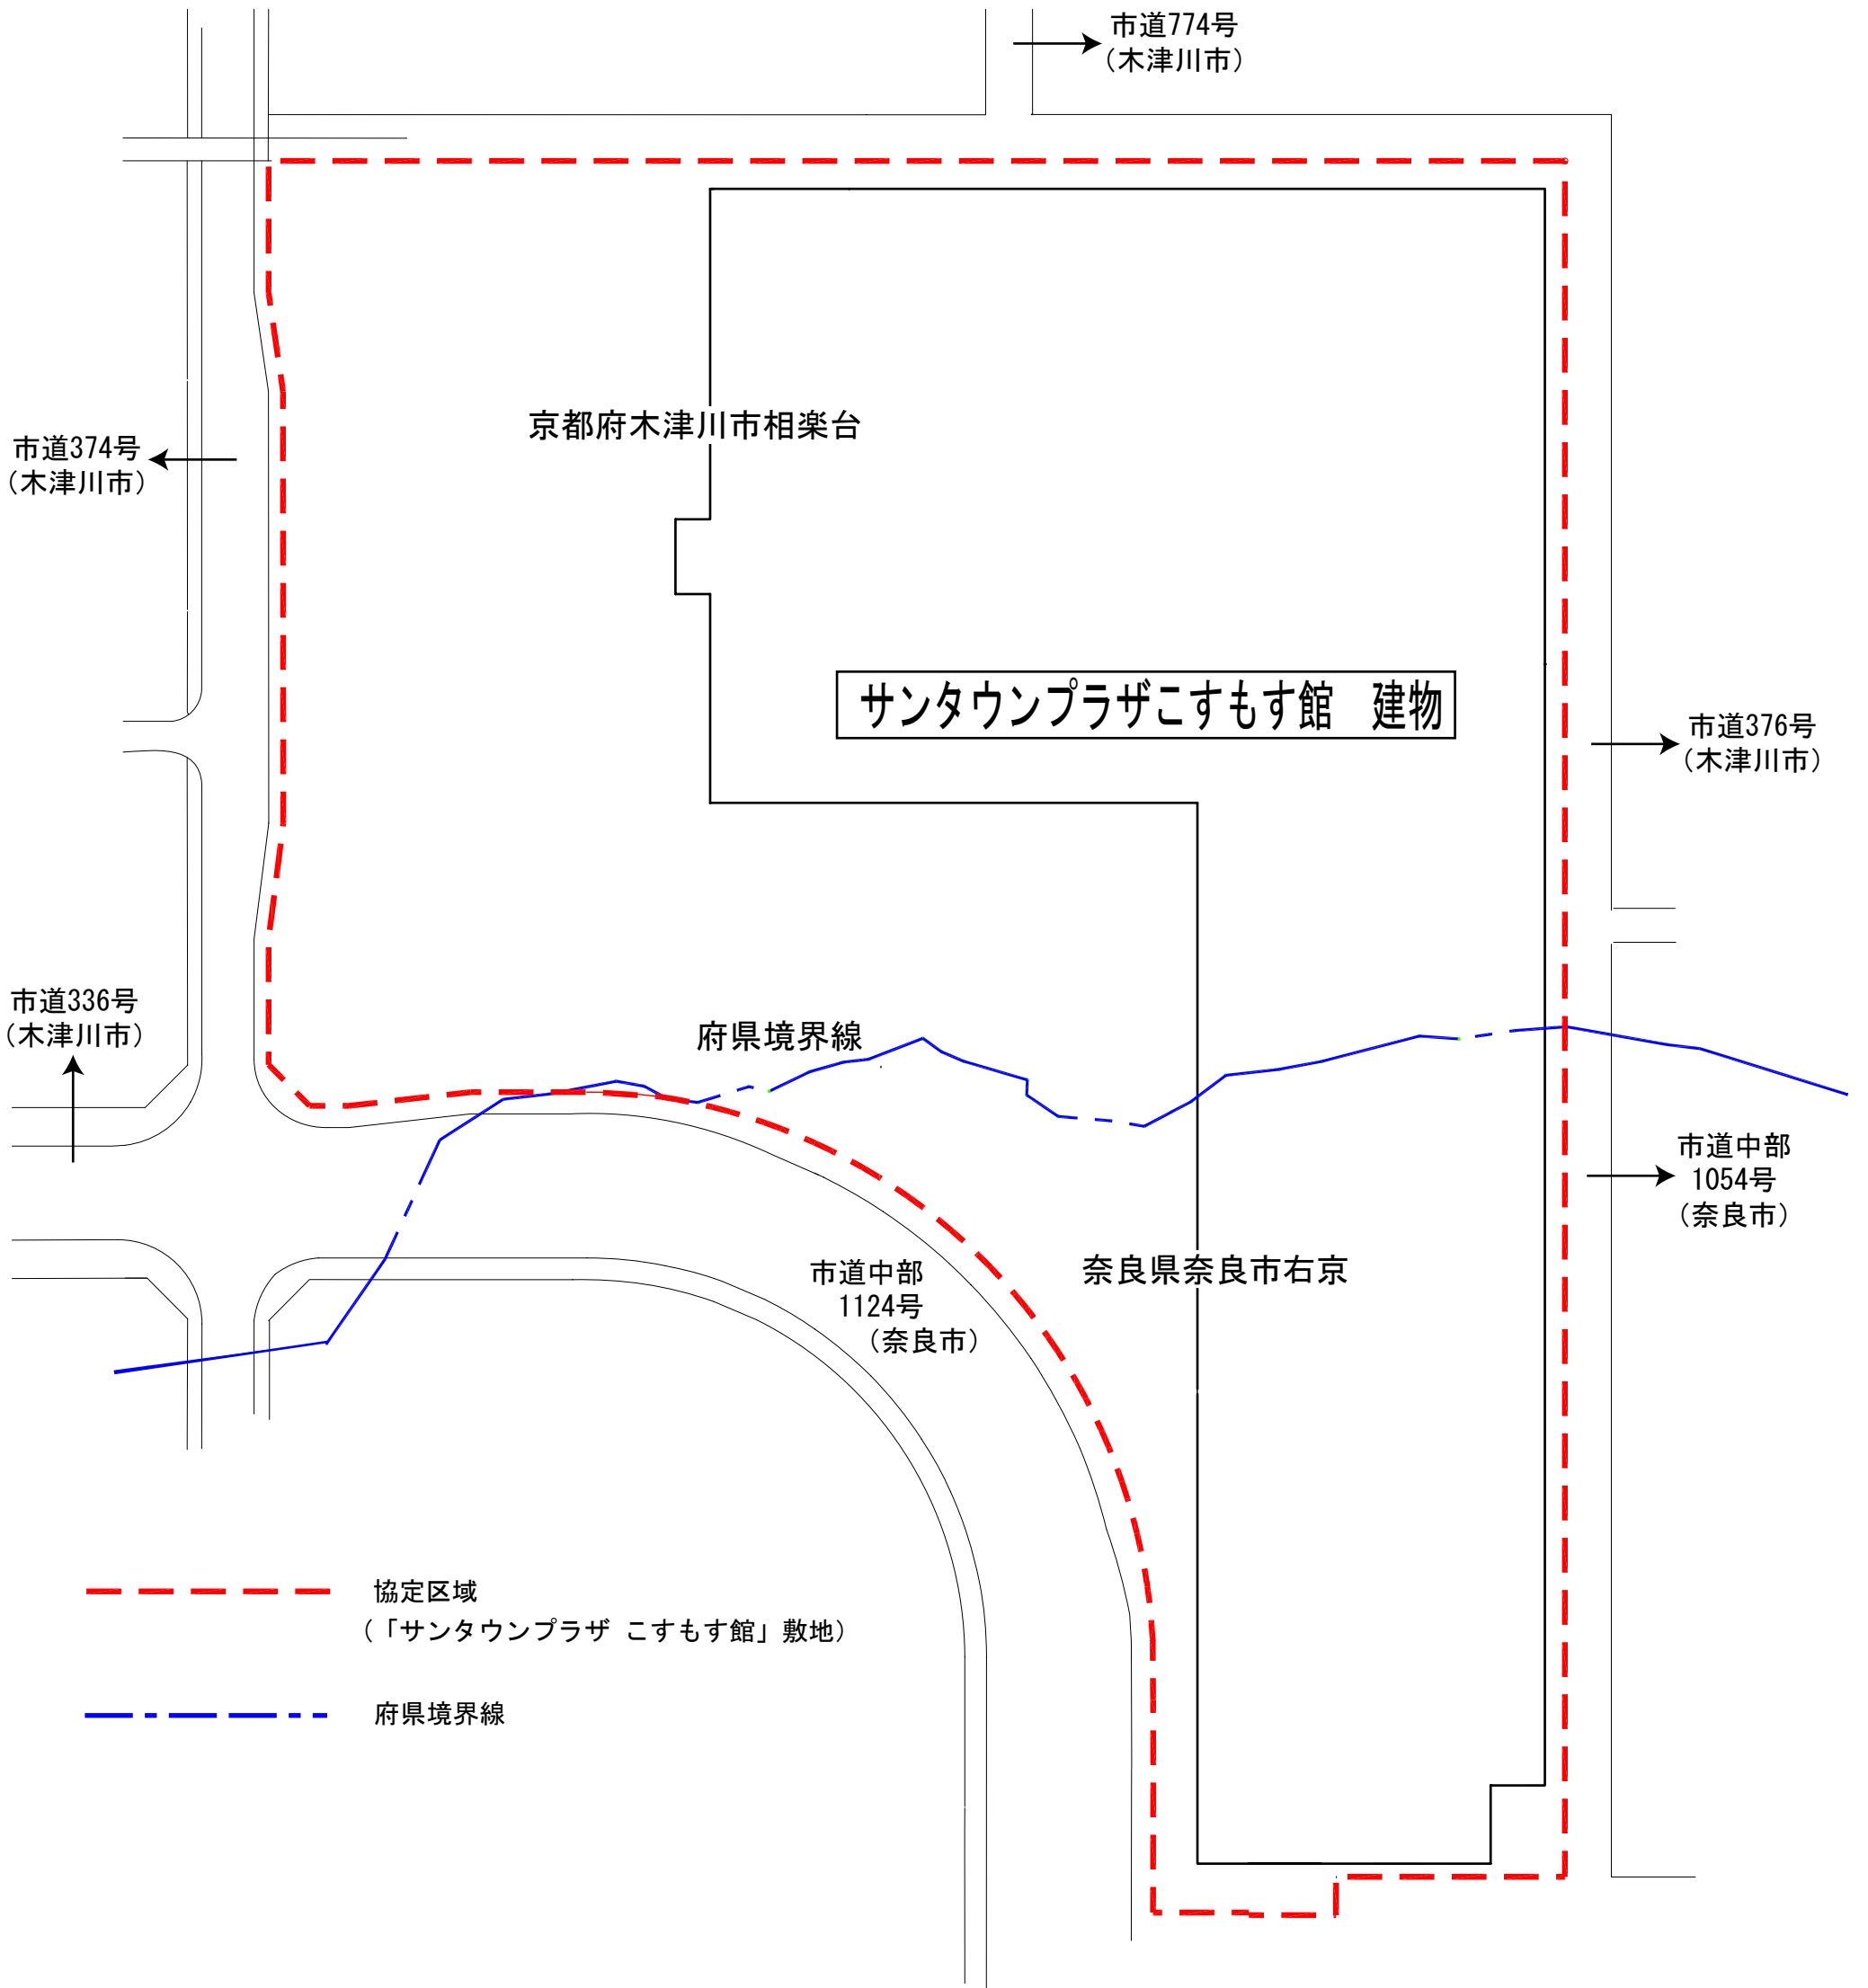 市道774号
（木津川市）
京都府木津川市相楽台
市道374号
（木津川市）
サンタウンプラザこすもす館　建物
市道376号
（木津川市）
市道336号
（木津川市）
府県境界線
市道中部
1054号
（奈良市）
奈良県奈良市右京
市道中部
1124号
（奈良市）
協定区域
（「サンタウンプラザ こすもす館」敷地）
府県境界線